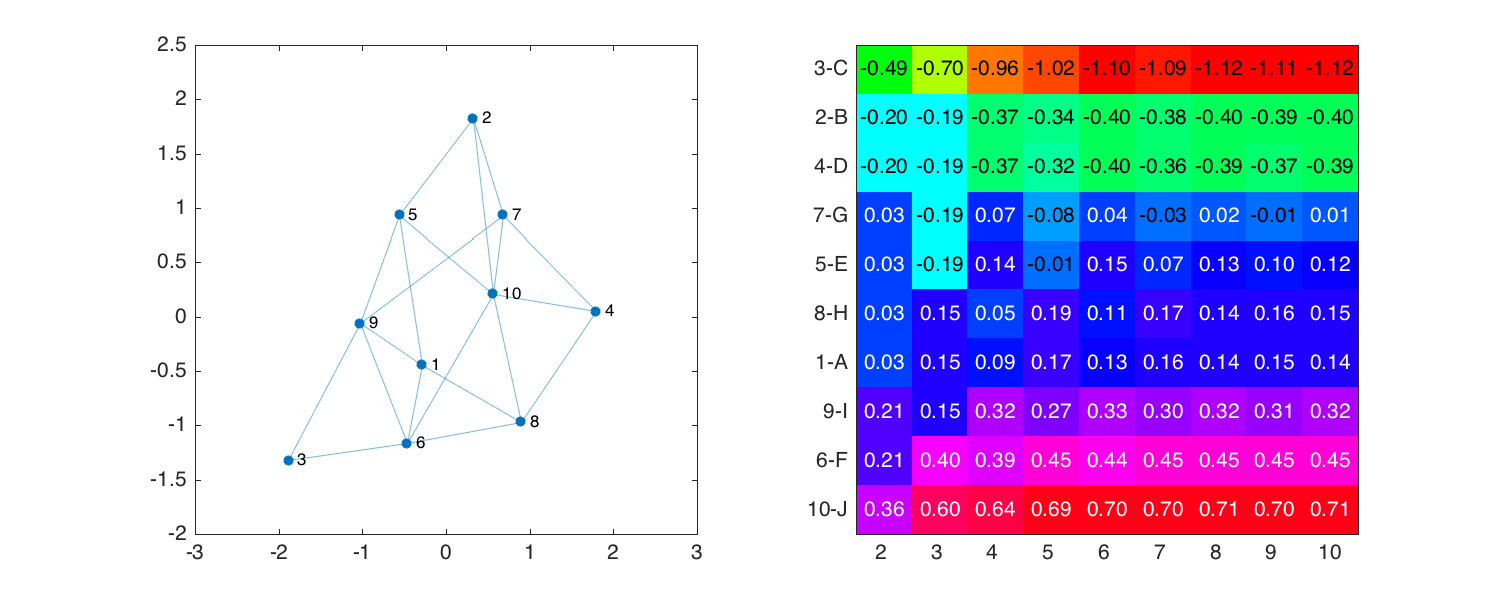 2.5
2
1.5
1
0.5
0
-0.5
-1
-1.5
-2
-3 -2 -1 0 1 2 3
2
5
7
10
4
9
1
8
6
3
3-C -0.49 -0.70 -0.96 -1.02 -1.10 -1.09 -1.12 -1.11 -1.12
2-B -0.20 -0.19 -0.37 -0.34 -0.40 -0.38 -0.40 -0.39 -0.40
4-D -0.20 -0.19 -0.37 -0.32 -0.40 -0.36 -0.39 -0.37 -0.39
7-G 0.03 -0.19 0.07 -0.08 0.04 -0.03 0.02 -0.01 0.01
5-E 0.03 -0.19 0.14 -0.01 0.15 0.07 0.13 0.10 0.12
8-H 0.03 0.15 0.05 0.19 0.11 0.17 0.14 0.16 0.15
1-A 0.03 0.15 0.09 0.17 0.13 0.16 0.14 0.15 0.14
9-I 0.21 0.15 0.32 0.27 0.33 0.30 0.32 0.31 0.32
6-F 0.21 0.40 0.39 0.45 0.44 0.45 0.45 0.45 0.45
10-J 0.36 0.60 0.64 0.69 0.70 0.70 0.71 0.70 0.71
2 3 4 5 6 7 8 9 10